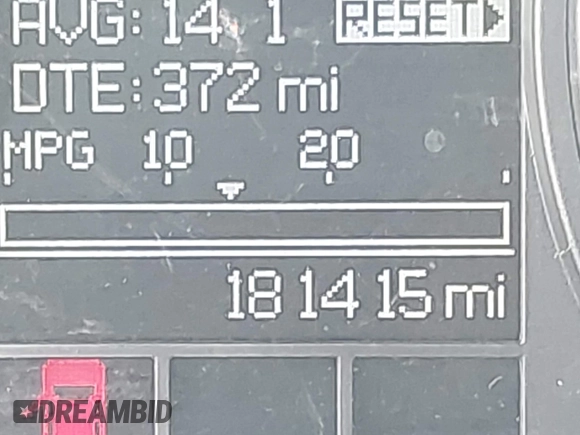 AVG: 14 1 RESET
DTE: 372 mi
MPG 10 20
181415 mi
DREAMBID